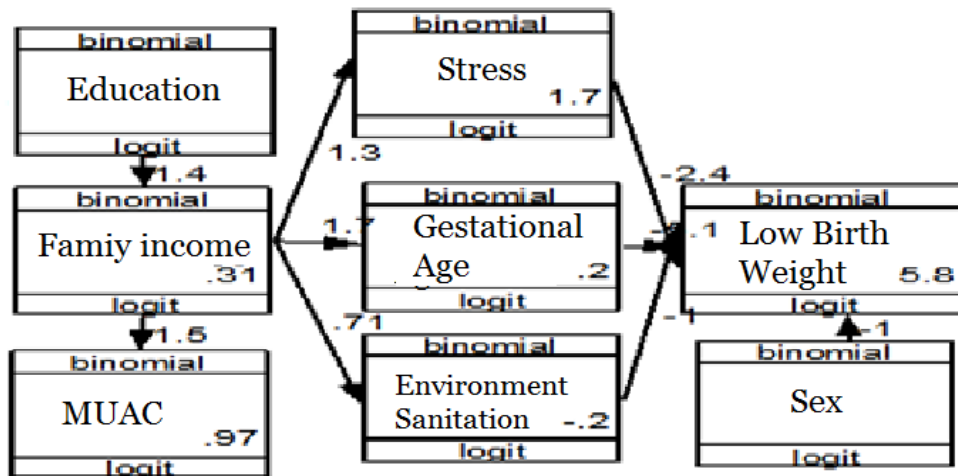 binomial
Education
logit
1.4
binomial
Famiy income
.31
logit
1.5
binomial
MUAC
.97
logit
binomial
Stress
1.7
logit
1.3
1.7
.71
binomial
Gestational
Age
.2
logit
binomial
Environment
Sanitation
-.2
logit
-2.4
-1
binomial
Low Birth
Weight
5.8
logit
-1
binomial
Sex
logit